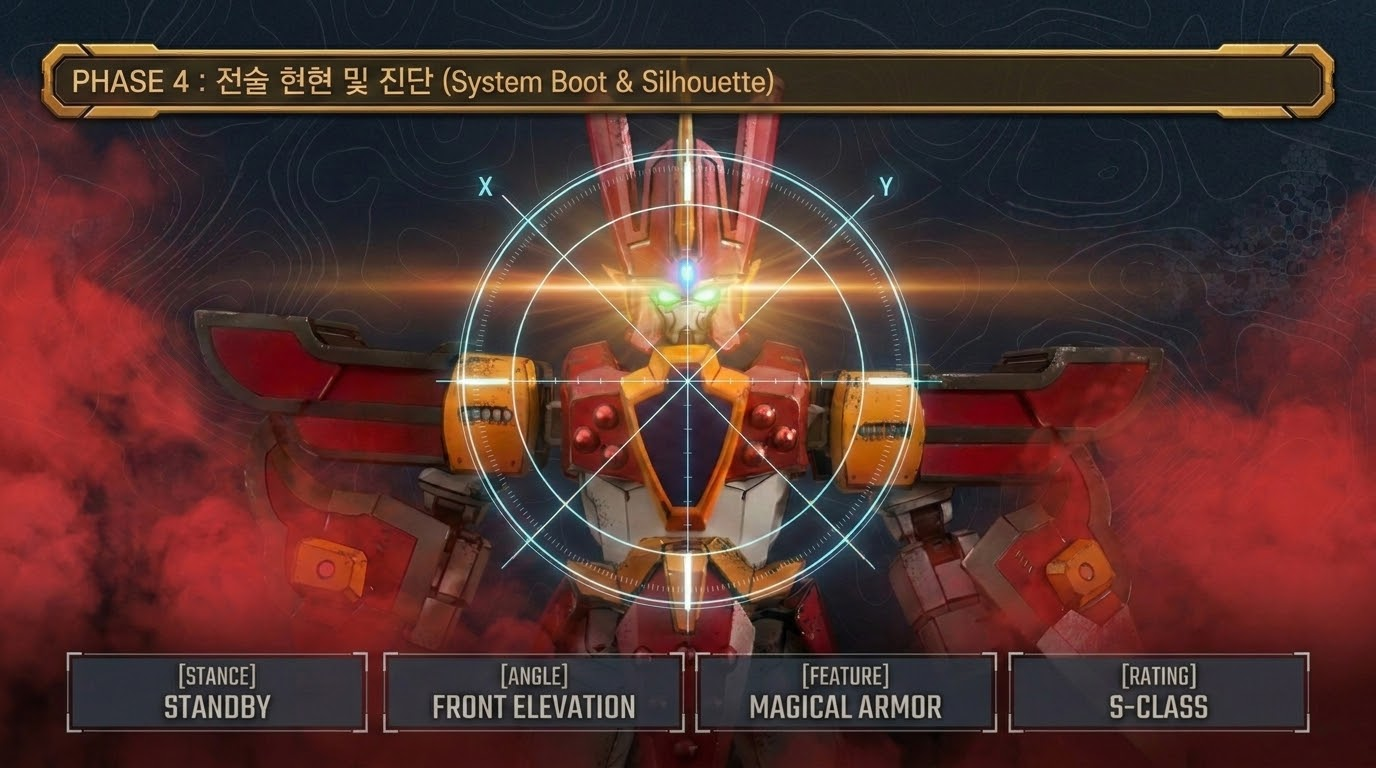 PHASE 4 : 전술 현현 및 진단 (System Boot & Silhouette)
X
Y
[STANCE]
STANDBY
[ANGLE]
FRONT ELEVATION
[FEATURE]
MAGICAL ARMOR
[RATING]
S-CLASS